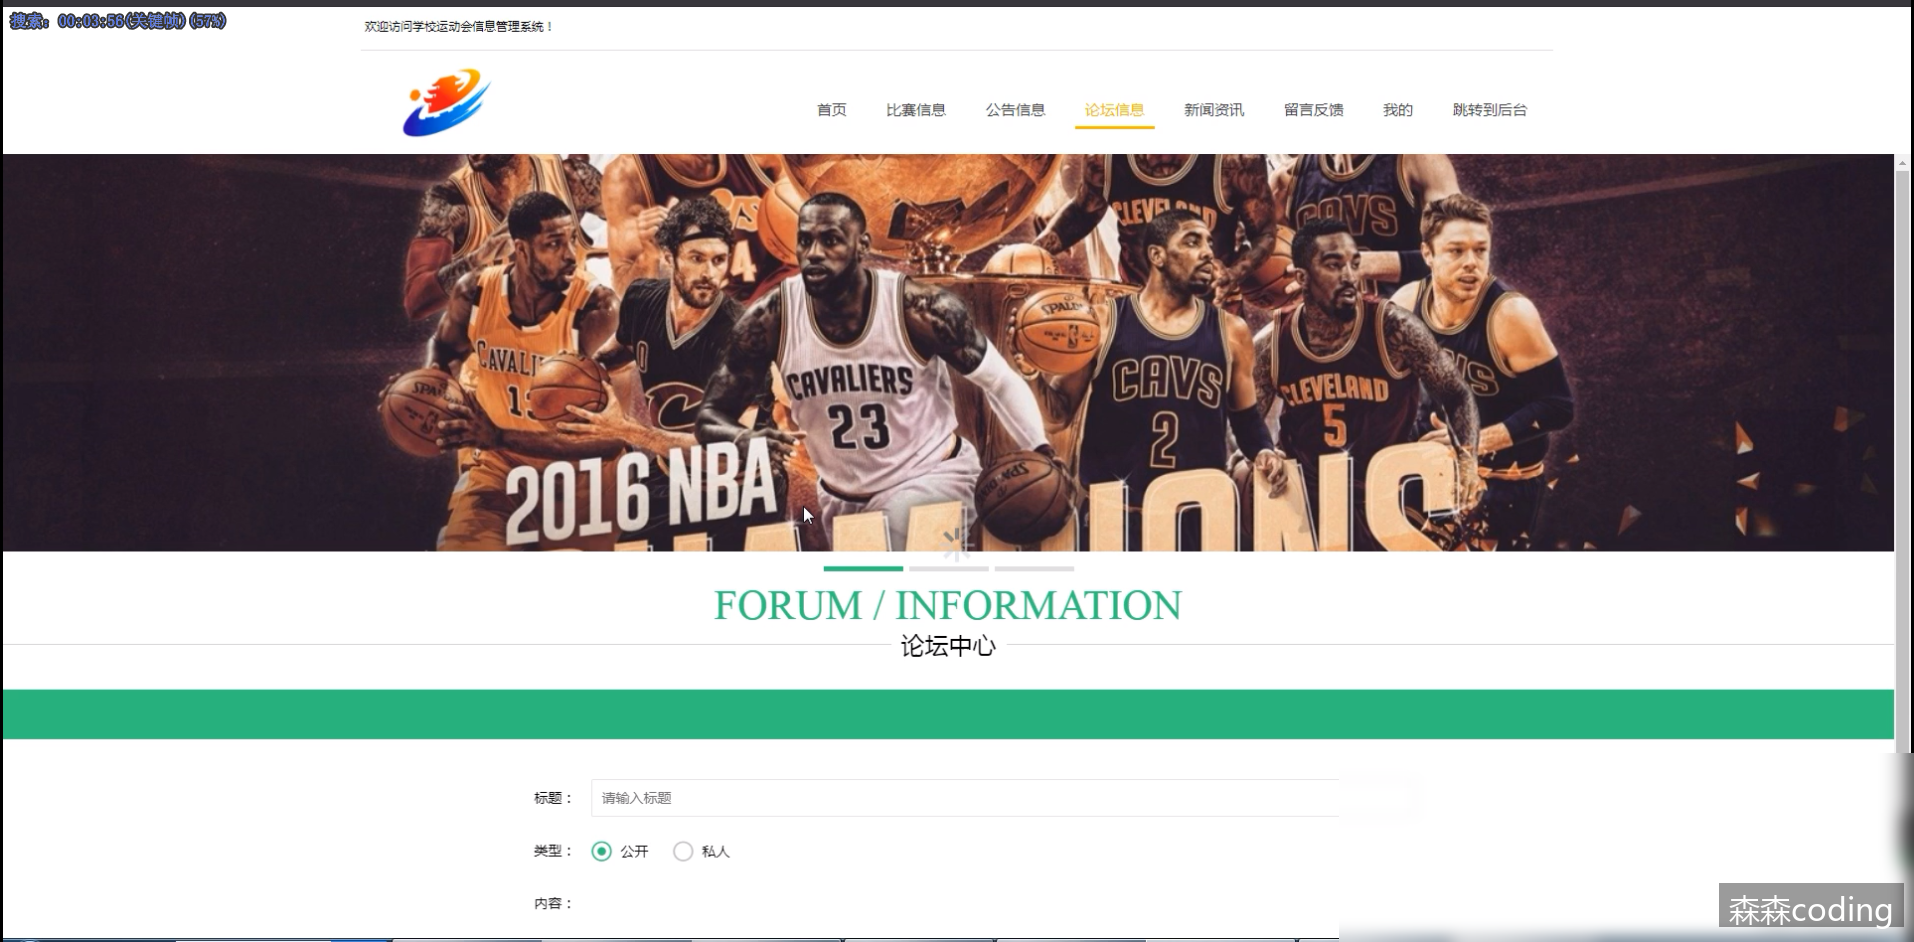 搜索: 00:03:56(关键帧)(57%)
欢迎访问学校运动会信息管理系统！
首页 比赛信息 公告信息 论坛信息 新闻资讯 留言反馈 我的 跳转到后台
CLEVELAND
CAVS
SPALDING
CAVALIERS
23
CAVS
2
CLEVELAND
5
2016 NBA
CHAMPIONS
FORUM / INFORMATION
论坛中心
标题：
请输入标题
类型：
公开
私人
内容：
森森coding